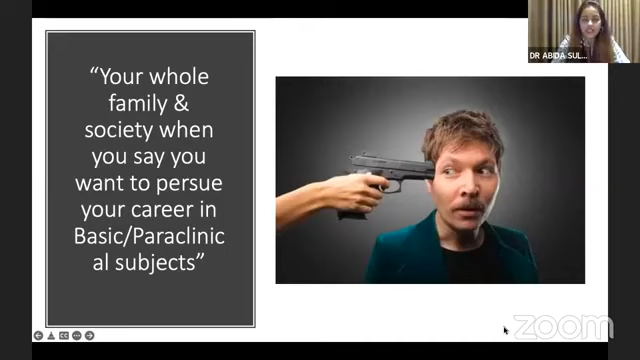 DR ABIDA SUL...
“Your whole
family &
society when
you say you
want to persue
your career in
Basic/Paraclinic
al subjects”
zoom